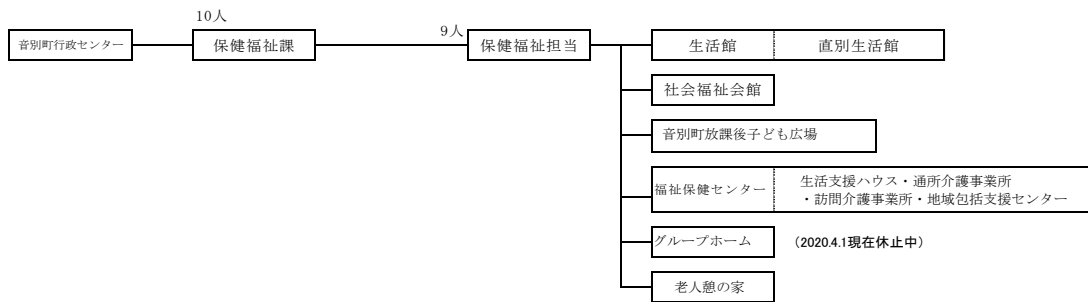 10人
9人
音別町行政センター
保健福祉課
保健福祉担当
生活館
直別生活館
社会福祉会館
音別町放課後子ども広場
福祉保健センター
生活支援ハウス・通所介護事業所
・訪問介護事業所・地域包括支援センター
グループホーム
（2020.4.1現在休止中）
老人憩の家